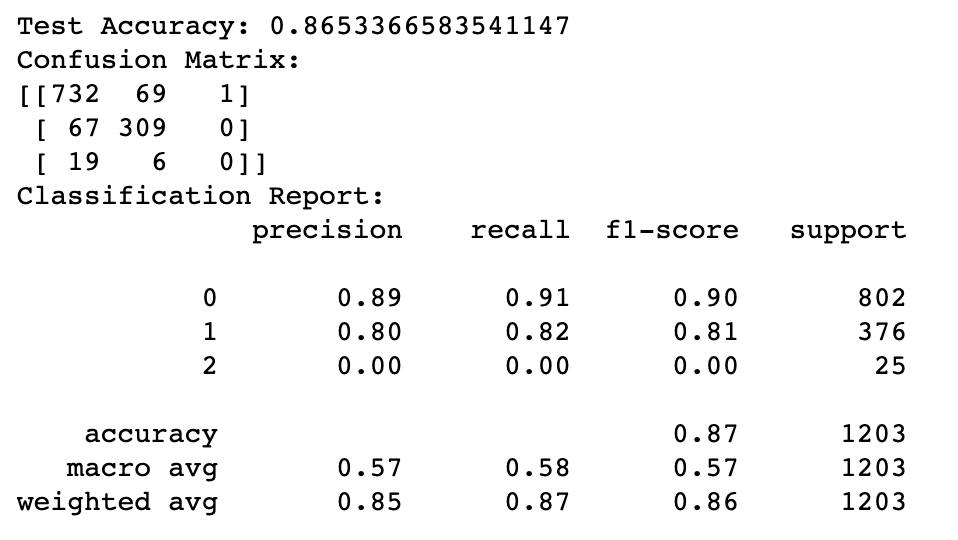 Test Accuracy: 0.8653366583541147
Confusion Matrix:
[[732  69   1]
 [ 67 309   0]
 [ 19   6   0]]
Classification Report:
              precision    recall  f1-score   support

           0       0.89      0.91      0.90       802
           1       0.80      0.82      0.81       376
           2       0.00      0.00      0.00        25

    accuracy                           0.87      1203
   macro avg       0.57      0.58      0.57      1203
weighted avg       0.85      0.87      0.86      1203